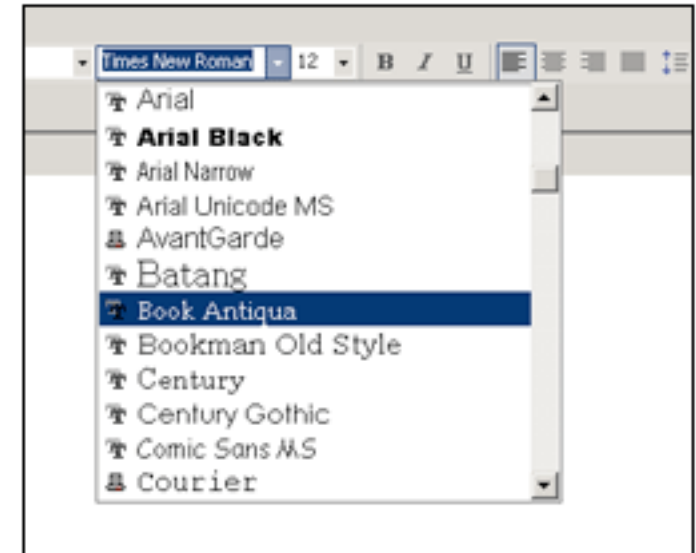 Times New Roman 12 B I U
Arial
Arial Black
Arial Narrow
Arial Unicode MS
AvantGarde
Batang
Book Antiqua
Bookman Old Style
Century
Century Gothic
Comic Sans MS
Courier